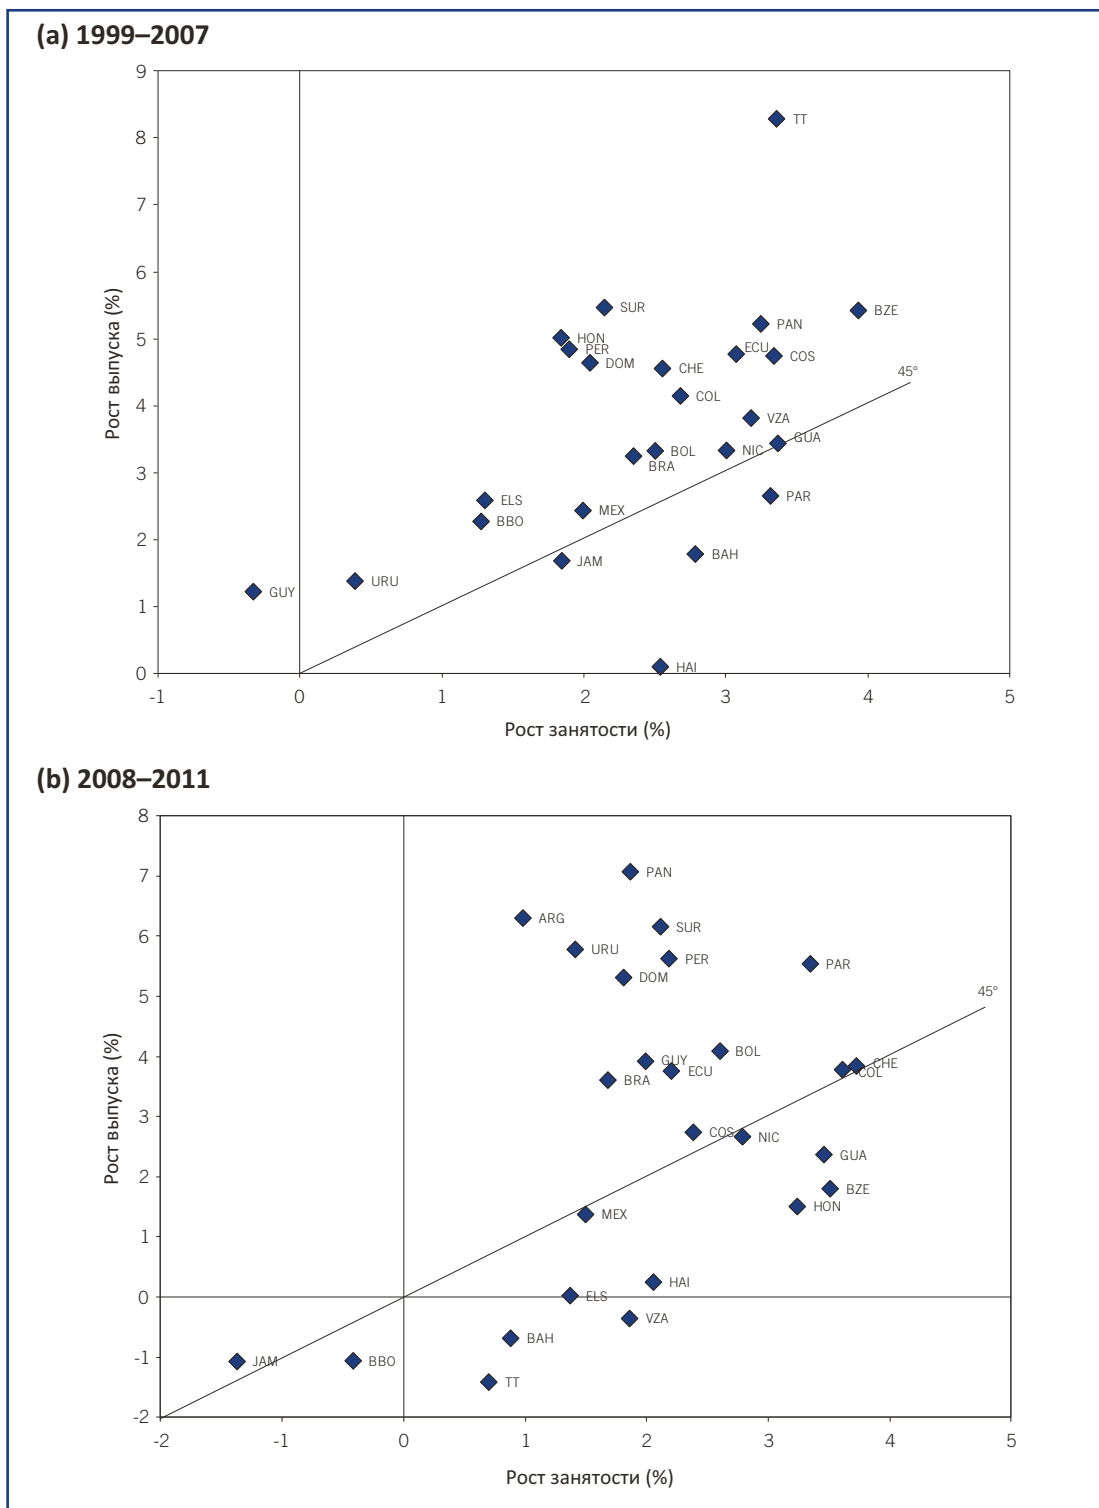 (a) 1999–2007
9
8
7
6
5
4
3
2
1
0
Рост выпуска (%)
TT
SUR
BZE
PAN
HON
ECU
PER
COS
DOM
CHE
45°
COL
VZA
GUA
BOL
NIC
BRA
PAR
ELS
MEX
BBO
JAM
BAH
URU
GUY
HAI
-1 0 1 2 3 4 5
Рост занятости (%)
(b) 2008–2011
8
7
6
5
4
3
2
1
0
-1
-2
Рост выпуска (%)
PAN
ARG
SUR
URU
PER
PAR
DOM
45°
BOL
GUY
CHE
ECU
COL
BRA
COS
NIC
GUA
BZE
HON
MEX
HAI
ELS
VZA
BAH
JAM
BBO
TT
-2 -1 0 1 2 3 4 5
Рост занятости (%)